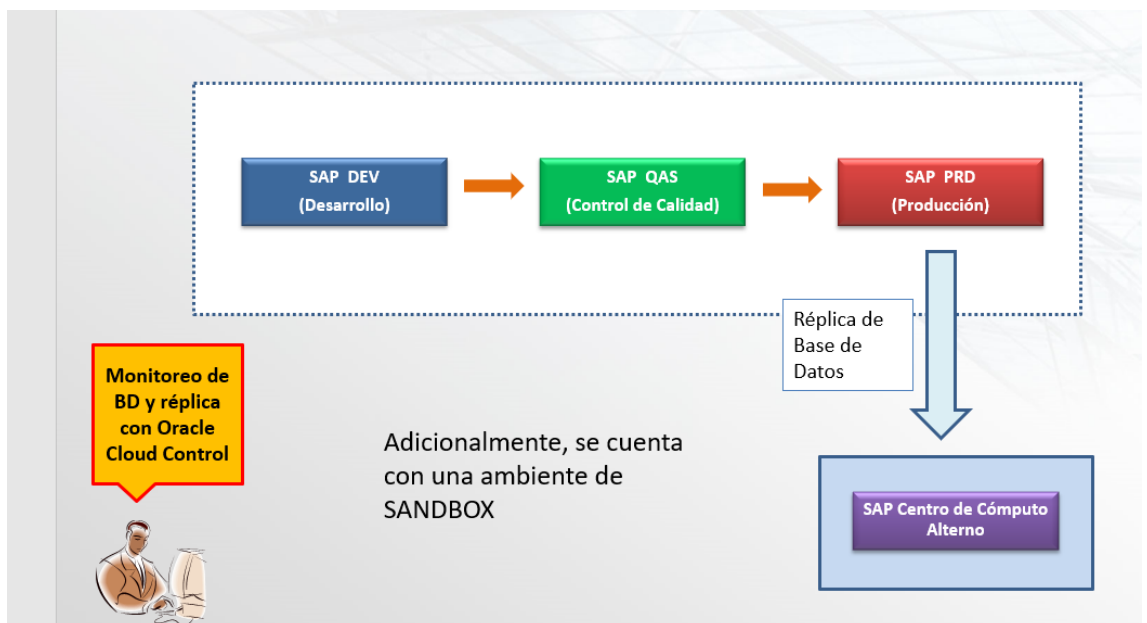 SAP DEV
(Desarrollo)
SAP QAS
(Control de Calidad)
SAP PRD
(Producción)
Réplica de
Base de
Datos
Monitoreo de
BD y réplica
con Oracle
Cloud Control
Adicionalmente, se cuenta
con una ambiente de
SANDBOX
SAP Centro de Cómputo
Alterno